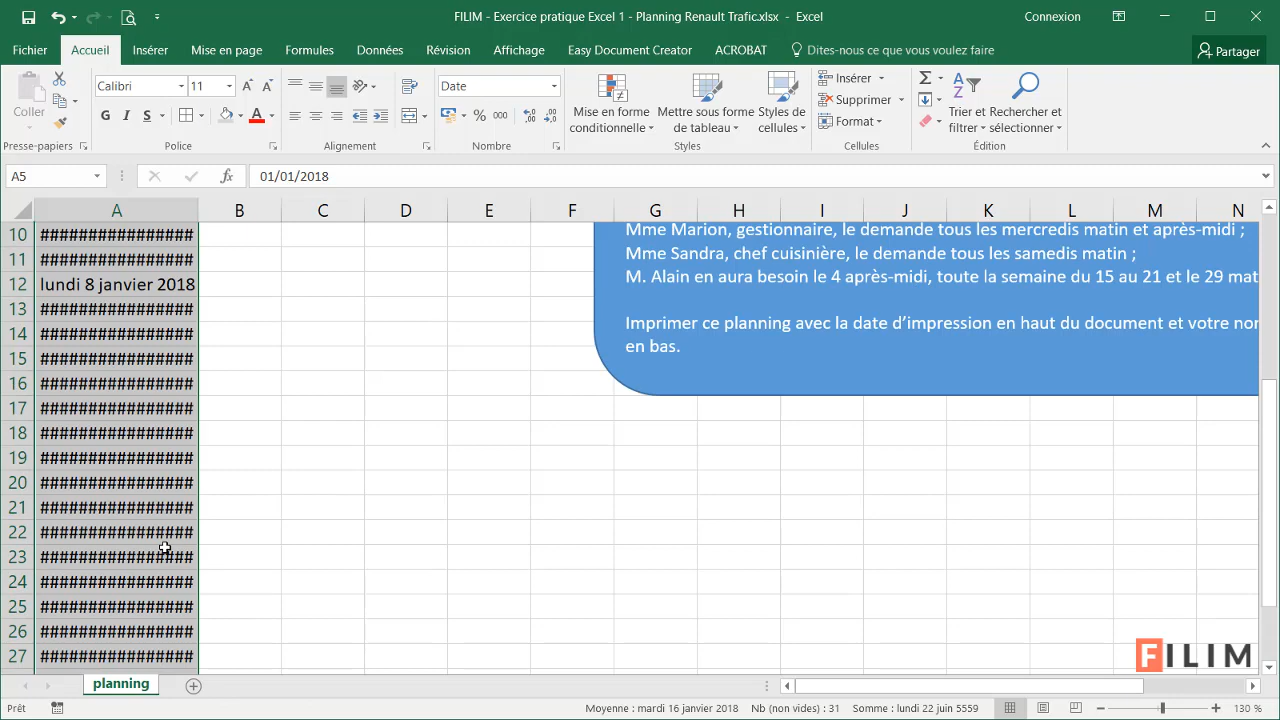 FILIM - Exercice pratique Excel 1 - Planning Renault Trafic.xlsx - Excel
Connexion
Fichier Accueil Insérer Mise en page Formules Données Révision Affichage Easy Document Creator ACROBAT Dites-nous ce que vous voulez faire Partager
Coller
Presse-papiers
Calibri 11
G I S
A
Police
Alignement
Date
% 000
Nombre
Mise en forme conditionnelle
Mettre sous forme de tableau
Styles de cellules
Styles
Insérer
Supprimer
Format
Cellules
Σ
Trier et filtrer
Rechercher et sélectionner
Édition
A5 fx 01/01/2018
A B C D E F G H I J K L M N
10 ################
11 ################
12 lundi 8 janvier 2018
13 ################
14 ################
15 ################
16 ################
17 ################
18 ################
19 ################
20 ################
21 ################
22 ################
23 ################
24 ################
25 ################
26 ################
27 ################
Mme Marion, gestionnaire, le demande tous les mercredis matin et après-midi ;
Mme Sandra, chef cuisinière, le demande tous les samedis matin ;
M. Alain en aura besoin le 4 après-midi, toute la semaine du 15 au 21 et le 29 mat
Imprimer ce planning avec la date d’impression en haut du document et votre nor
en bas.
FILIM
planning
Prêt
Moyenne : mardi 16 janvier 2018 Nb (non vides) : 31 Somme : lundi 22 juin 5559
130 %